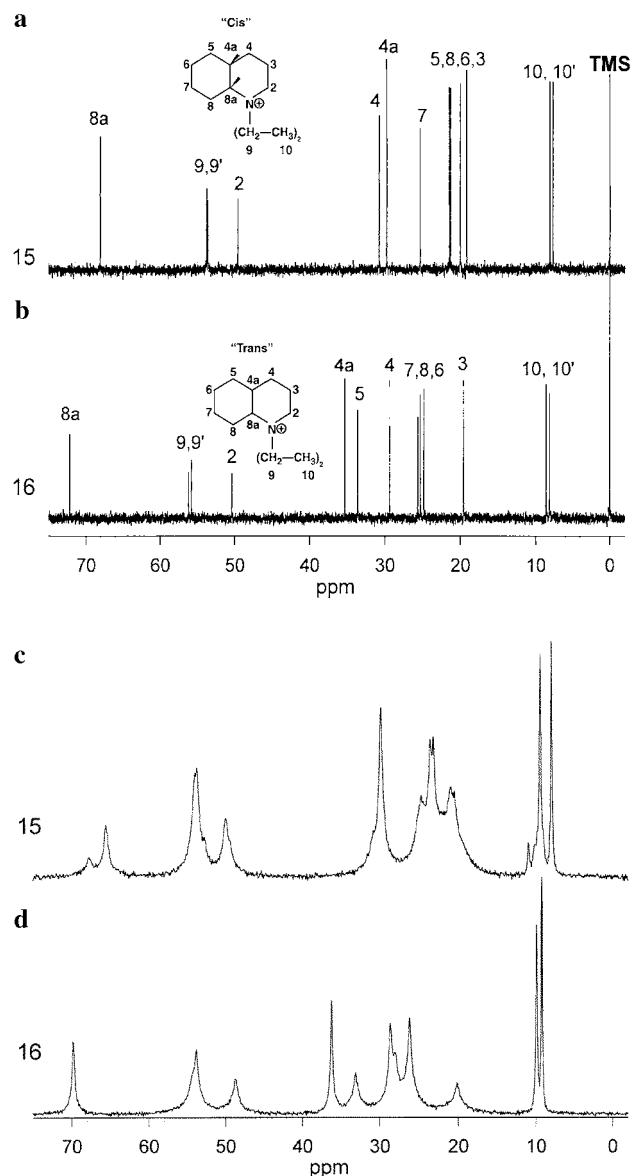 a
"Cis"
5 4a 4
6 3
7 8a 2
8 N⊕
(CH2—CH3)2
9 10
8a
9,9'
2
4
4a
7
5,8,6,3
10, 10'
TMS
15
b
"Trans"
5 4a 4
6 3
7 8a 2
8 N⊕
(CH2—CH3)2
9 10
8a
9,9'
2
4a
5
4
7,8,6
3
10, 10'
16
70 60 50 40 30 20 10 0
ppm
c
15
d
16
70 60 50 40 30 20 10 0
ppm